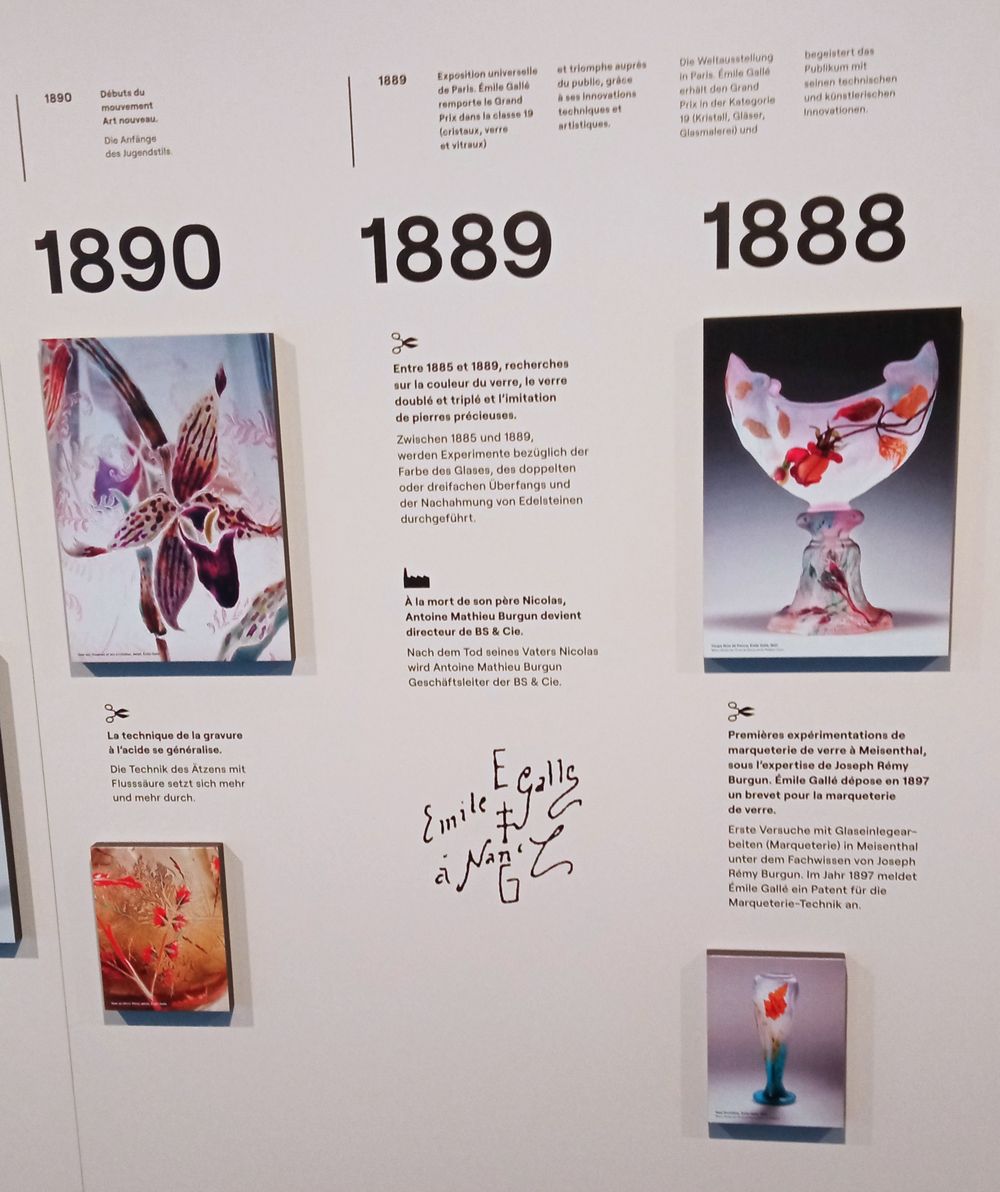 1890
Débuts du
mouvement
Art nouveau.
Die Anfänge
des Jugendstils.
1889
Exposition universelle
de Paris. Émile Gallé
remporte le Grand
Prix dans la classe 19
(cristaux, verre
et vitraux)
et triomphe auprès
du public, grâce
à ses innovations
techniques et
artistiques.
Die Weltausstellung
in Paris. Émile Gallé
erhält den Grand
Prix in der Kategorie
19 (Kristall, Gläser,
Glasmalerei) und
begeistert das
Publikum mit
seinen technischen
und künstlerischen
Innovationen.
1890
La technique de la gravure
à l'acide se généralise.
Die Technik des Ätzens mit
Flusssäure setzt sich mehr
und mehr durch.
1889
Entre 1885 et 1889, recherches
sur la couleur du verre, le verre
doublé et triplé et l'imitation
de pierres précieuses.
Zwischen 1885 und 1889,
werden Experimente bezüglich der
Farbe des Glases, des doppelten
oder dreifachen Überfangs und
der Nachahmung von Edelsteinen
durchgeführt.
À la mort de son père Nicolas,
Antoine Mathieu Burgun devient
directeur de BS & Cie.
Nach dem Tod seines Vaters Nicolas
wird Antoine Mathieu Burgun
Geschäftsleiter der BS & Cie.
E
Emile Gallé
à Nancy
G
1888
Premières expérimentations de
marqueterie de verre à Meisenthal,
sous l'expertise de Joseph Rémy
Burgun. Émile Gallé dépose en 1897
un brevet pour la marqueterie
de verre.
Erste Versuche mit Glaseinlegear-
beiten (Marqueterie) in Meisenthal
unter dem Fachwissen von Joseph
Rémy Burgun. Im Jahr 1897 meldet
Émile Gallé ein Patent für die
Marqueterie-Technik an.